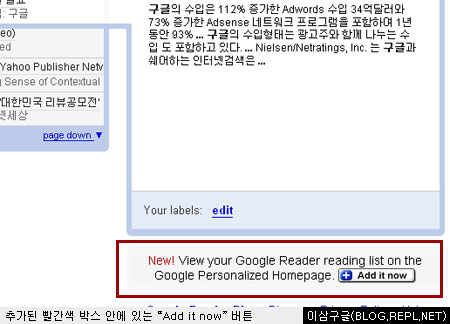 구글의 수입은 112% 증가한 Adwords 수입 34억달러와
73% 증가한 Adsense 네트워크 프로그램을 포함하며 1년
동안 93% ... 구글의 수입형태는 광고주와 함께 나누는 수
입 도 포함하고 있다. ... Nielsen/Netratings, Inc. 는 구글과
쉐어하는 인터넷검색은 ...
: 구글
eo)
ed
Yahoo Publisher Netw
g Sense of Contextual
'대한민국 리뷰공모전'
넷세상
page down ▼
Your labels: edit
New! View your Google Reader reading list on the
Google Personalized Homepage. Add it now
추가된 빨간색 박스 안에 있는 “Add it now” 버튼
미삼구글(BLOG,REPL,NET)